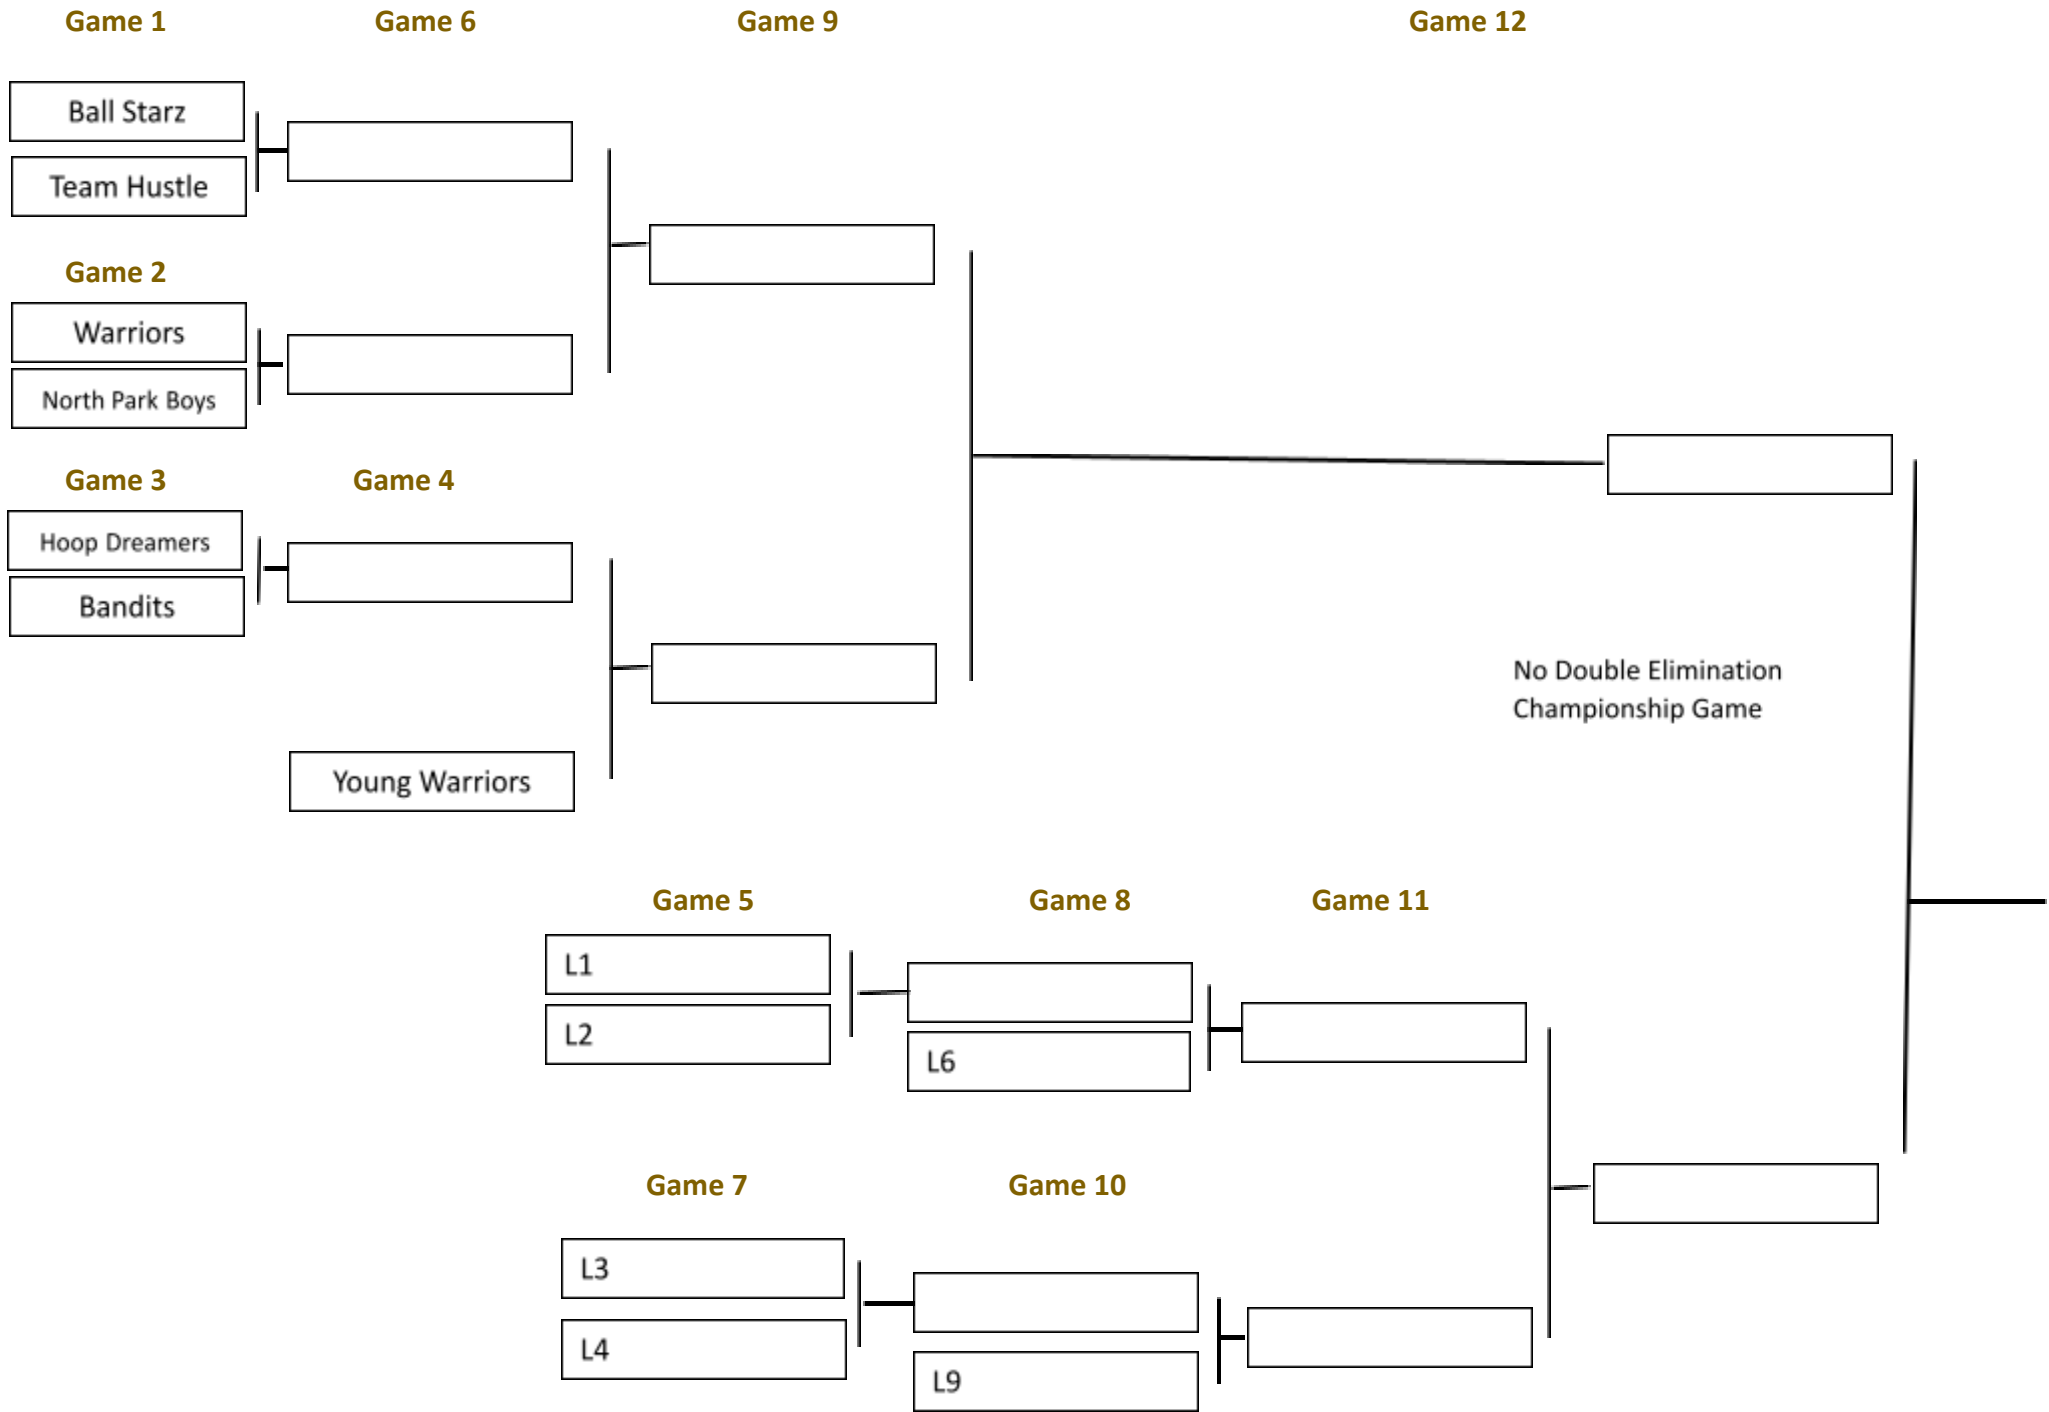 Game 1
Game 6
Game 9
Game 12
Ball Starz
Team Hustle
Game 2
Warriors
North Park Boys
Game 3
Game 4
Hoop Dreamers
Bandits
No Double Elimination
Championship Game
Young Warriors
Game 5
Game 8
Game 11
L1
L2
L6
Game 7
Game 10
L3
L4
L9